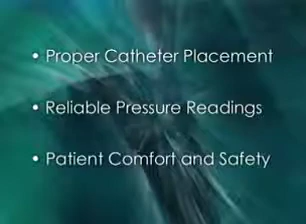 • Proper Catheter Placement
• Reliable Pressure Readings
• Patient Comfort and Safety